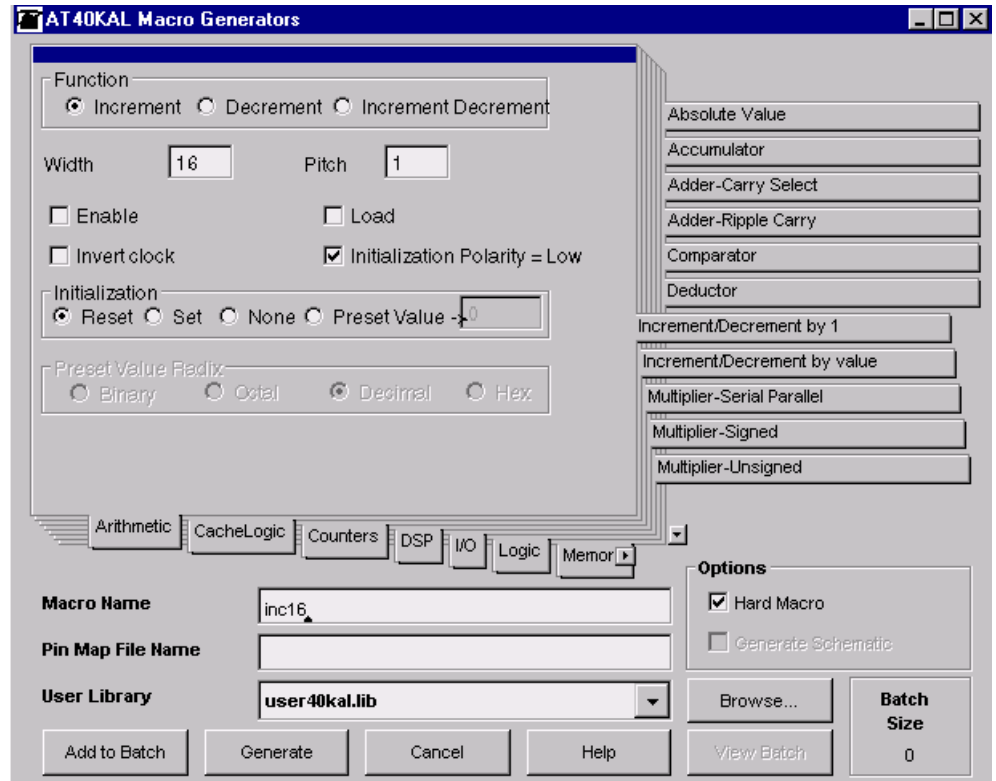 AT40KAL Macro Generators
Function
Increment Decrement Increment Decrement
Width 16 Pitch 1
Enable Load
Invert clock Initialization Polarity = Low
Initialization
Reset Set None Preset Value -> 0
Preset Value Radix
Binary Octal Decimal Hex
Absolute Value
Accumulator
Adder-Carry Select
Adder-Ripple Carry
Comparator
Deductor
Increment/Decrement by 1
Increment/Decrement by value
Multiplier-Serial Parallel
Multiplier-Signed
Multiplier-Unsigned
Arithmetic CacheLogic Counters DSP I/O Logic Memor
Macro Name inc16
Pin Map File Name
User Library user40kal.lib
Options
Hard Macro
Generate Schematic
Browse...
Batch Size
0
Add to Batch Generate Cancel Help View Batch